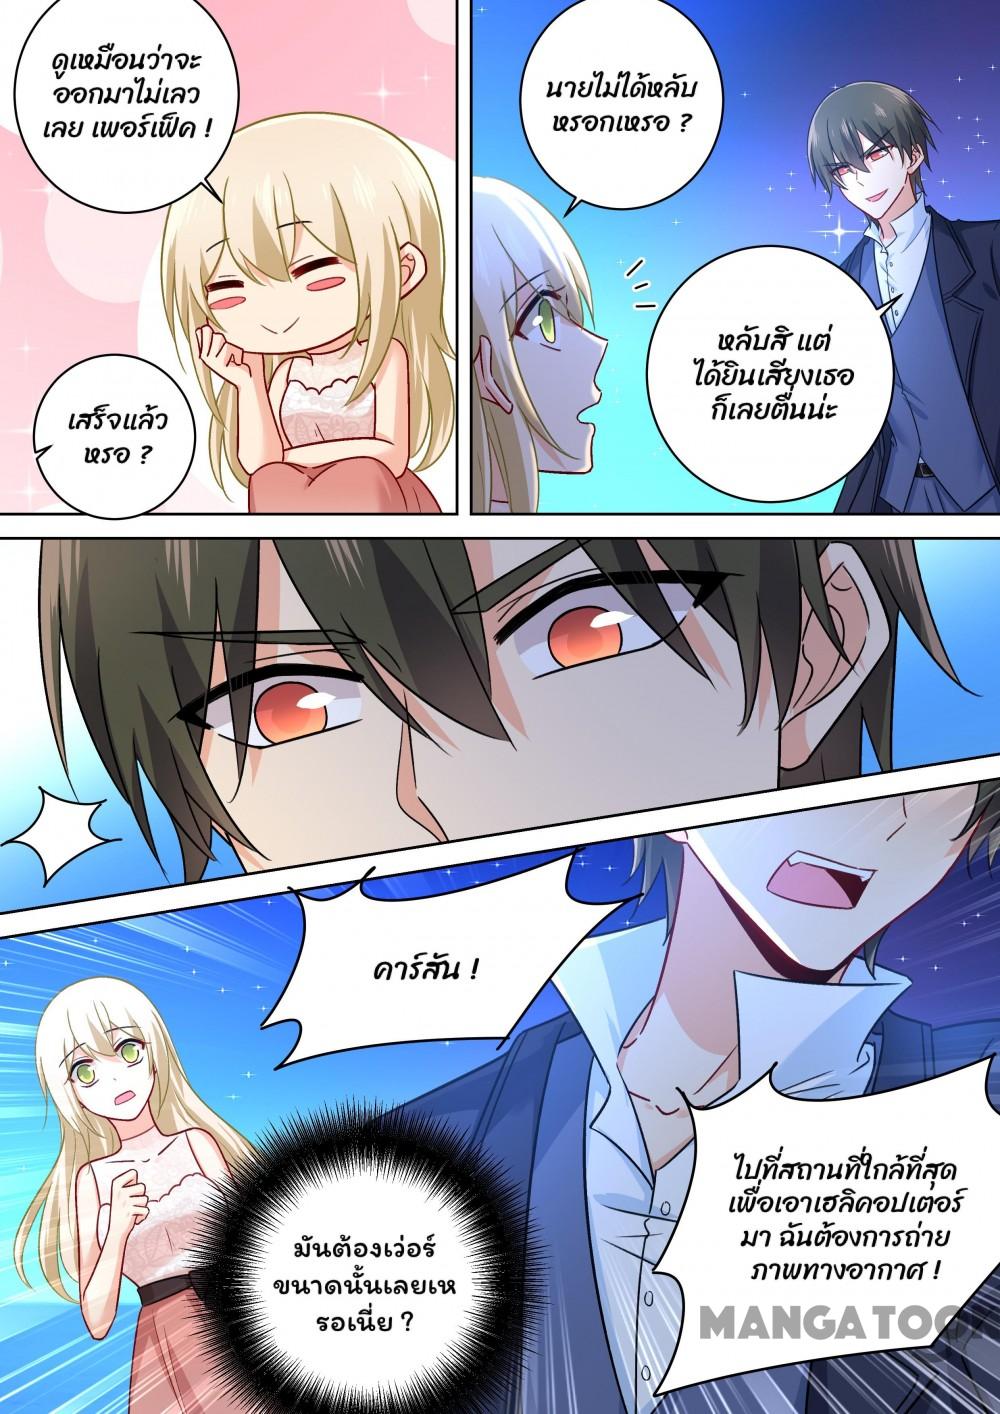 ดูเหมือนว่าจะ
ออกมาไม่เลว
เลย เพอร์เฟ็ค !
เสร็จแล้ว
หรอ ?
นายไม่ได้หลับ
หรอกเหรอ ?
หลับสิ แต่
ได้ยินเสียงเธอ
ก็เลยตื่นน่ะ
คาร์สัน !
ไปที่สถานที่ใกล้ที่สุด
เพื่อเอาเฮลิคอปเตอร์
มา ฉันต้องการถ่าย
ภาพทางอากาศ !
มันต้องเว่อร์
ขนาดนั้นเลยเห
รอเนี่ย ?
MANGATOON